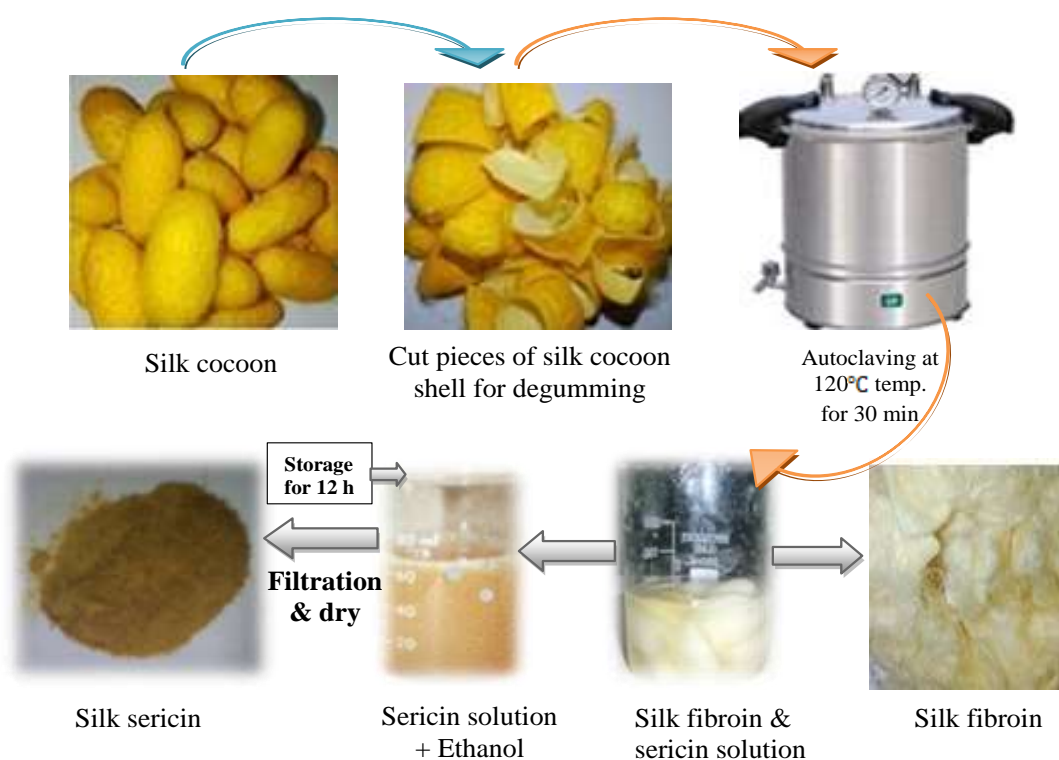 Silk cocoon
Cut pieces of silk cocoon
shell for degumming
Autoclaving at
120℃ temp.
for 30 min
Storage
for 12 h
Filtration
& dry
Silk sericin
Sericin solution
+ Ethanol
Silk fibroin &
sericin solution
Silk fibroin